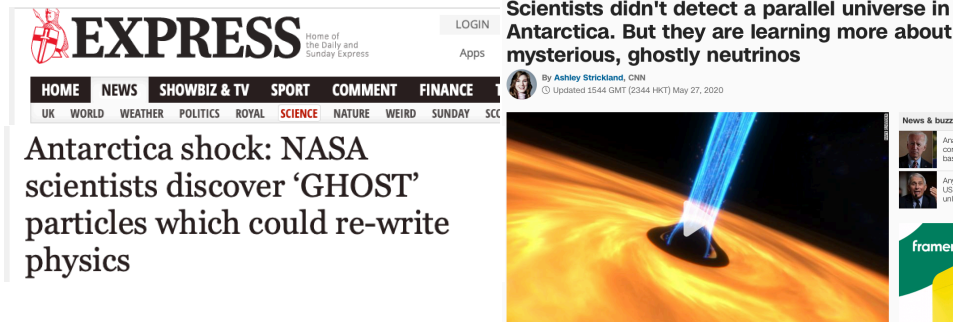 EXPRESS
Home of
the Daily and
Sunday Express
LOGIN
Apps
HOME NEWS SHOWBIZ & TV SPORT COMMENT FINANCE
UK WORLD WEATHER POLITICS ROYAL SCIENCE NATURE WEIRD SUNDAY
Antarctica shock: NASA
scientists discover ‘GHOST’
particles which could re-write
physics
Scientists didn't detect a parallel universe in
Antarctica. But they are learning more about
mysterious, ghostly neutrinos
By Ashley Strickland, CNN
Updated 1544 GMT (2344 HKT) May 27, 2020
News & buzz